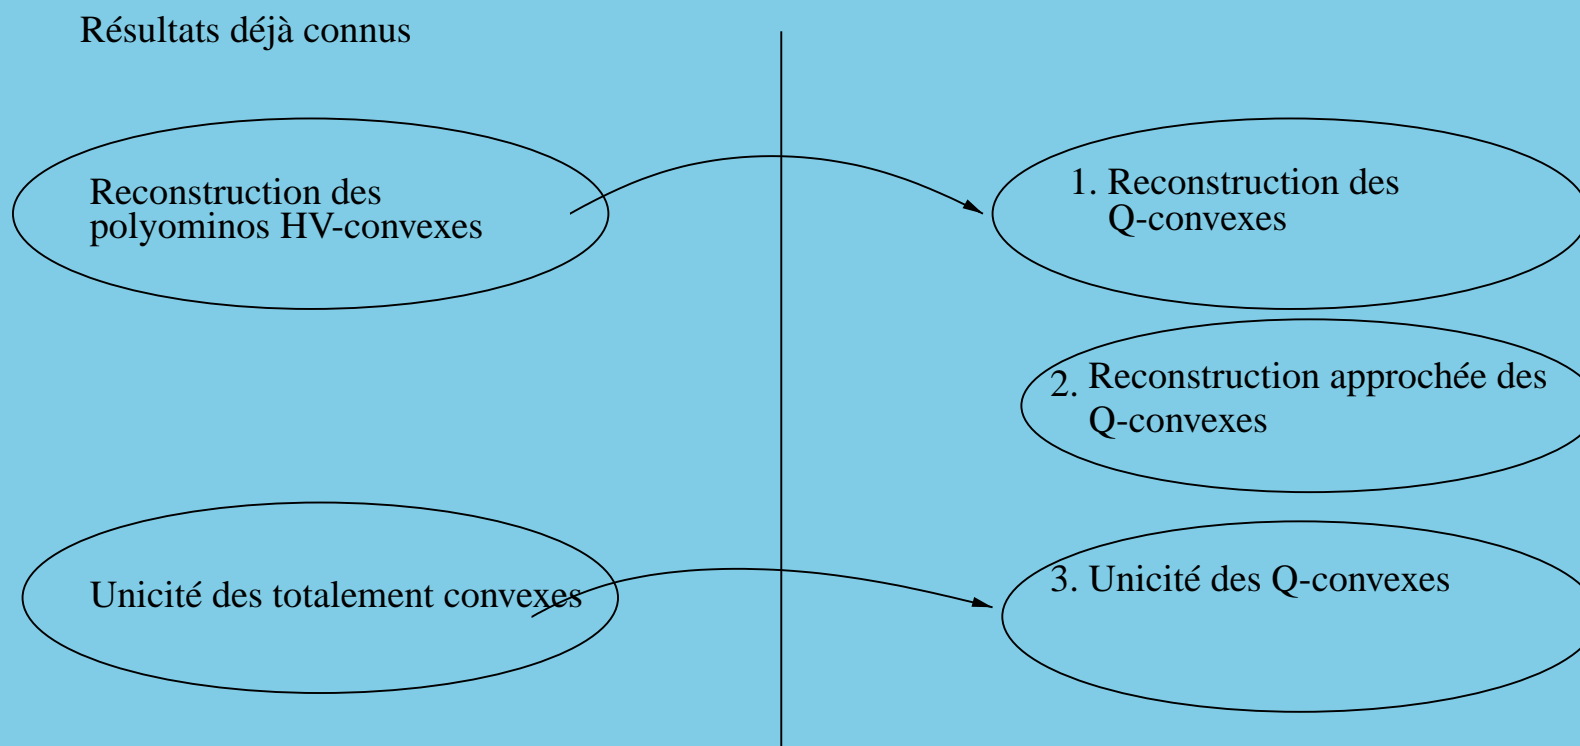 Résultats déjà connus
Reconstruction des
polyominos HV-convexes
1. Reconstruction des
Q-convexes
2. Reconstruction approchée des
Q-convexes
Unicité des totalement convexes
3. Unicité des Q-convexes